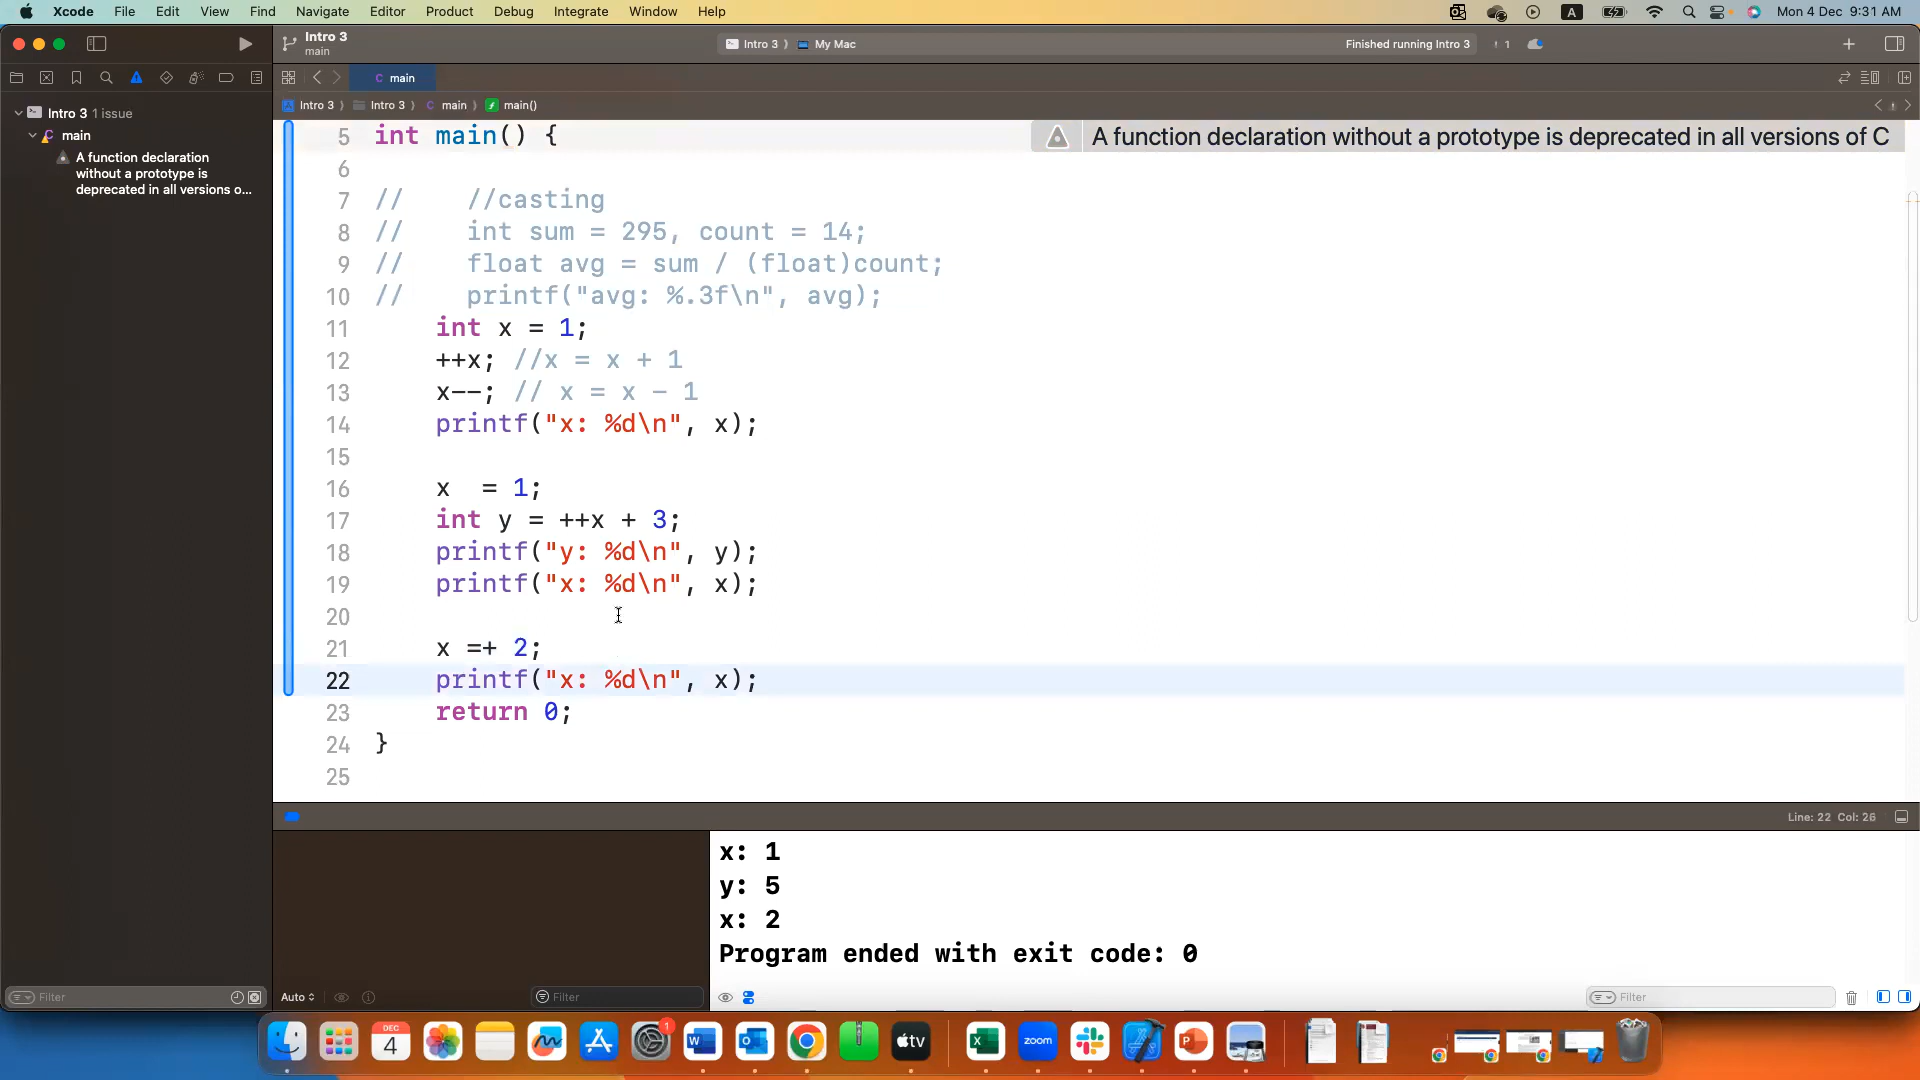 Xcode File Edit View Find Navigate Editor Product Debug Integrate Window Help A Mon 4 Dec 9:31 AM
Intro 3
main
Intro 3 ⟩ My Mac
Finished running Intro 3
1
C main
Intro 3 ⟩ Intro 3 ⟩ C main ⟩ main()
Intro 3 1 issue
main
A function declaration
without a prototype is
deprecated in all versions o...
5 int main() {
A function declaration without a prototype is deprecated in all versions of C
6
7 // //casting
8 // int sum = 295, count = 14;
9 // float avg = sum / (float)count;
10 // printf("avg: %.3f\n", avg);
11 int x = 1;
12 ++x; //x = x + 1
13 x--; // x = x - 1
14 printf("x: %d\n", x);
15
16 x  = 1;
17 int y = ++x + 3;
18 printf("y: %d\n", y);
19 printf("x: %d\n", x);
20
21 x =+ 2;
22 printf("x: %d\n", x);
23 return 0;
24 }
25
Line: 22 Col: 26
x: 1
y: 5
x: 2
Program ended with exit code: 0
Filter
Auto
Filter
Filter
DEC
4
1
W
O
tv
X
zoom
P